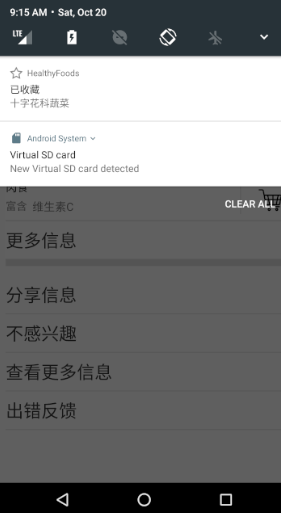 9:15 AM • Sat, Oct 20
LTE
HealthyFoods
已收藏
十字花科蔬菜
Android System
Virtual SD card
New Virtual SD card detected
富含 维生素C
CLEAR ALL
更多信息
分享信息
不感兴趣
查看更多信息
出错反馈